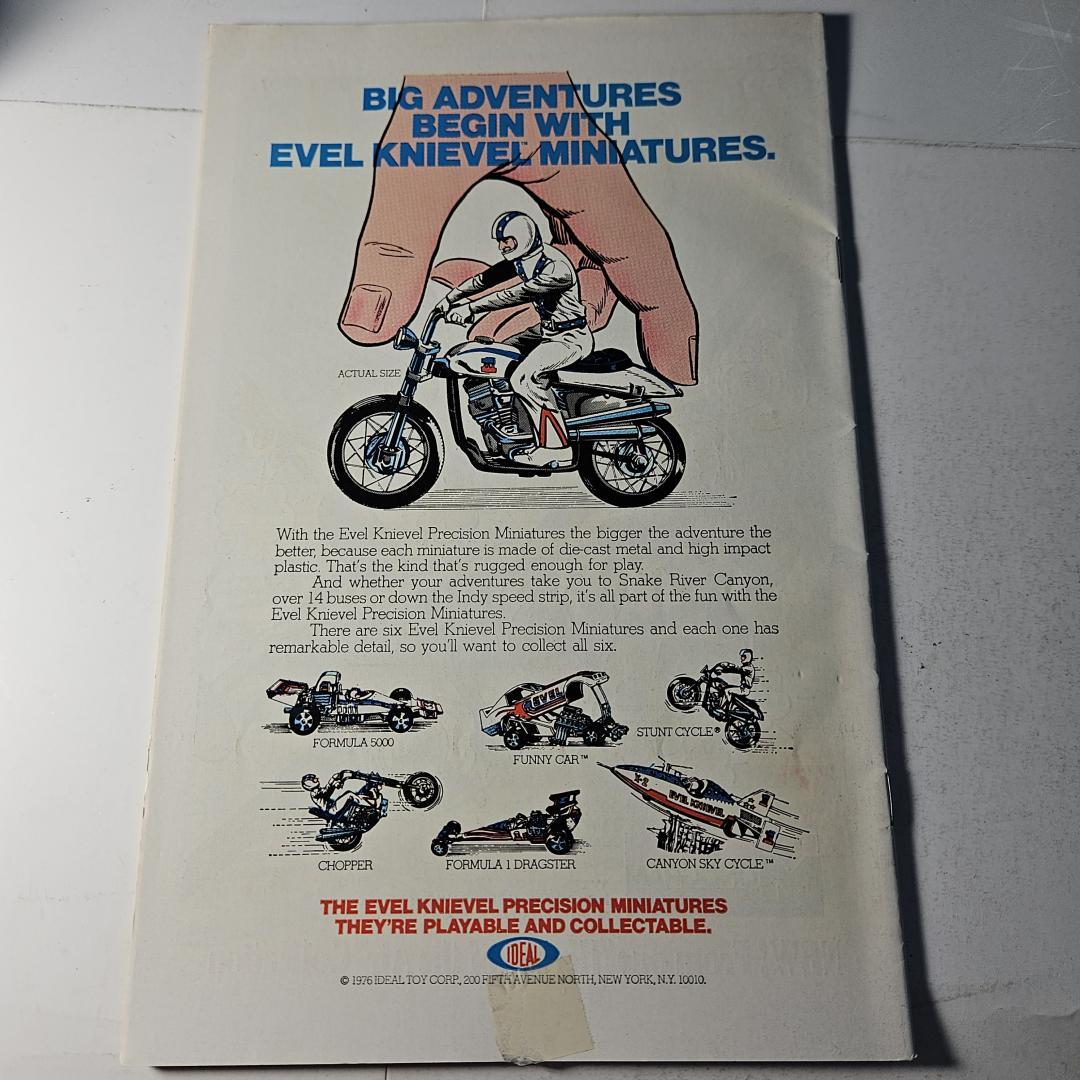 BIG ADVENTURES
BEGIN WITH
EVEL KNIEVEL™ MINIATURES.
ACTUAL SIZE
With the Evel Knievel Precision Miniatures the bigger the adventure the
better, because each miniature is made of die-cast metal and high impact
plastic. That's the kind that's rugged enough for play.
And whether your adventures take you to Snake River Canyon,
over 14 buses or down the Indy speed strip, it's all part of the fun with the
Evel Knievel Precision Miniatures.
There are six Evel Knievel Precision Miniatures and each one has
remarkable detail, so you'll want to collect all six.
EVEL
FORMULA 5000
FUNNY CAR™
STUNT CYCLE®
X-2
EVEL KNIEVEL
CHOPPER
FORMULA 1 DRAGSTER
CANYON SKY CYCLE™
THE EVEL KNIEVEL PRECISION MINIATURES
THEY'RE PLAYABLE AND COLLECTABLE.
IDEAL
© 1976 IDEAL TOY CORP., 200 FIFTH AVENUE NORTH, NEW YORK, N.Y. 10010.